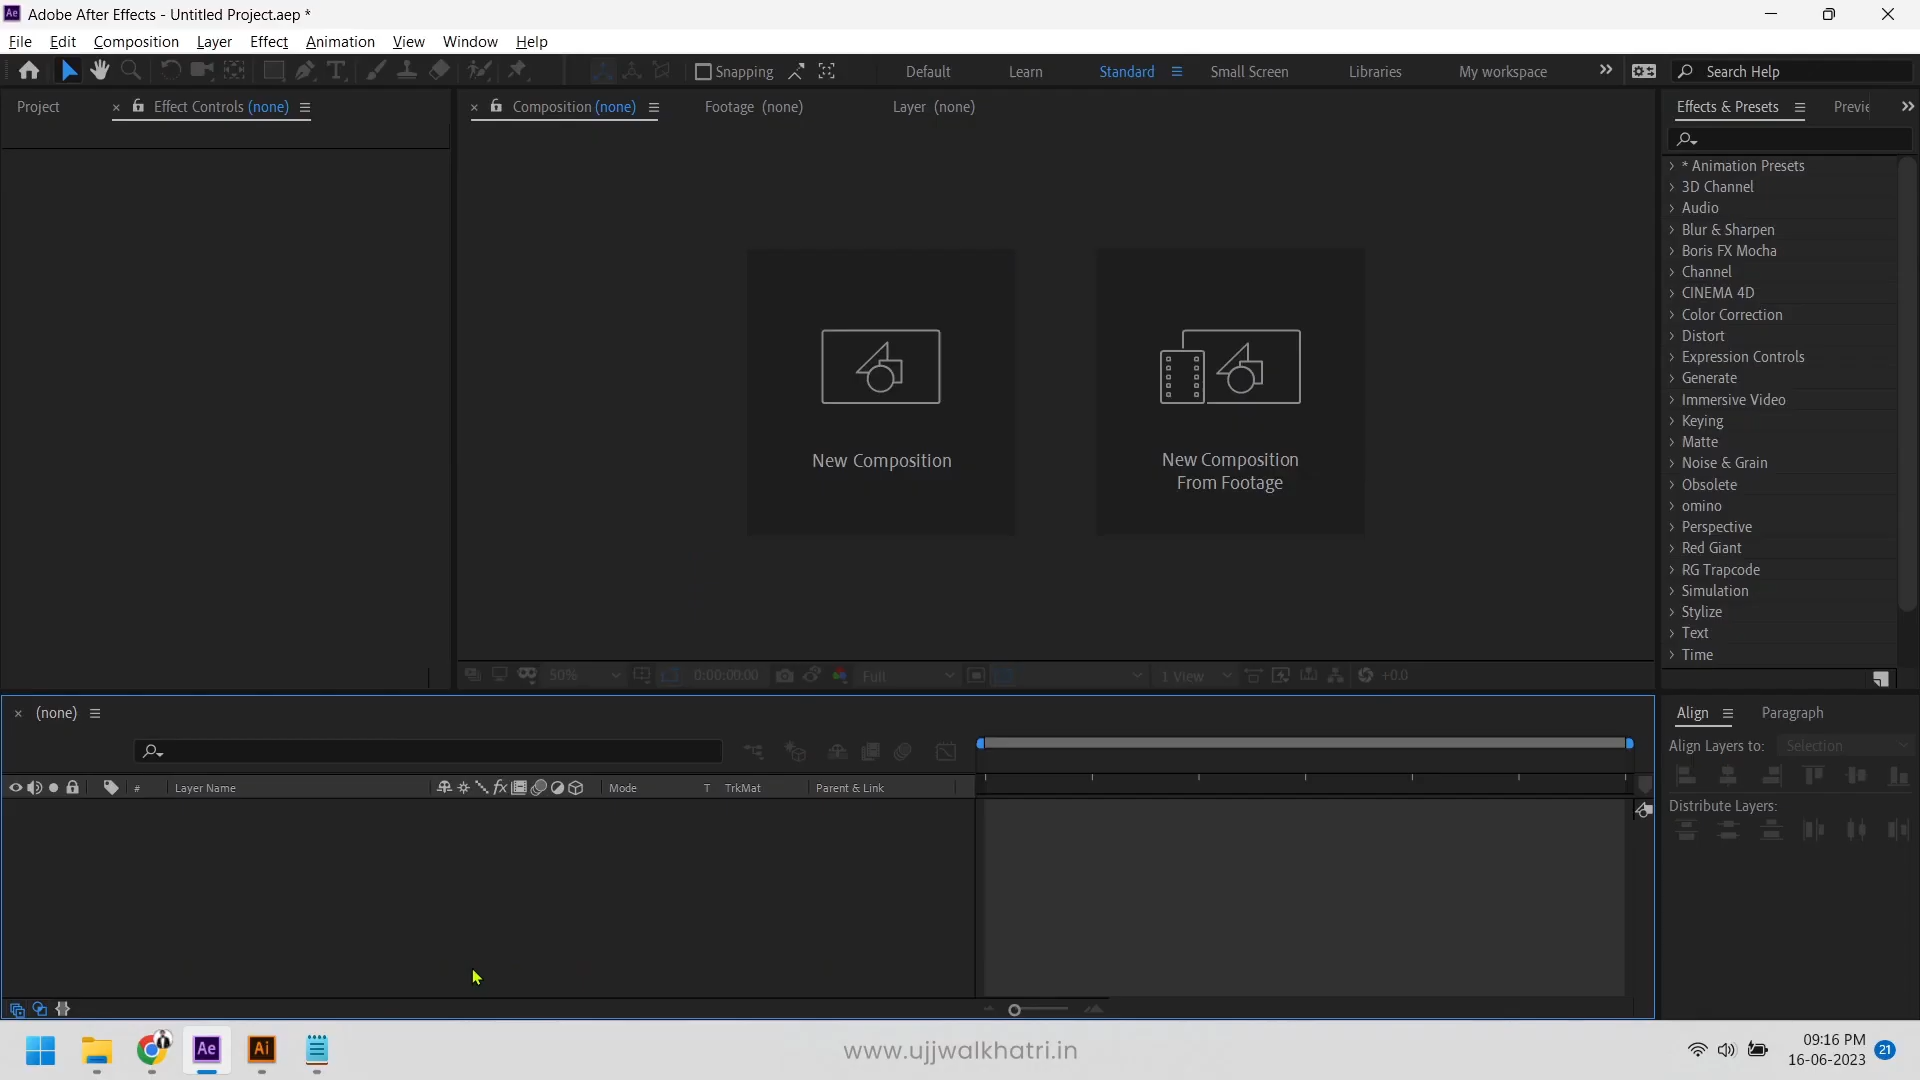 Ae Adobe After Effects - Untitled Project.aep *
File Edit Composition Layer Effect Animation View Window Help
Snapping Default Learn Standard Small Screen Libraries My workspace Search Help
Project Effect Controls (none) Composition (none) Footage (none) Layer (none) Effects & Presets Previe
* Animation Presets
3D Channel
Audio
Blur & Sharpen
Boris FX Mocha
Channel
CINEMA 4D
Color Correction
Distort
Expression Controls
Generate
Immersive Video
Keying
Matte
Noise & Grain
Obsolete
omino
Perspective
Red Giant
RG Trapcode
Simulation
Stylize
Text
Time
New Composition
New Composition
From Footage
50% 0:00:00:00 Full 1 View +0.0
(none)
Align Paragraph
Align Layers to: Selection
Distribute Layers:
# Layer Name fx Mode T TrkMat Parent & Link
Ae Ai www.ujjwalkhatri.in
09:16 PM
16-06-2023
21